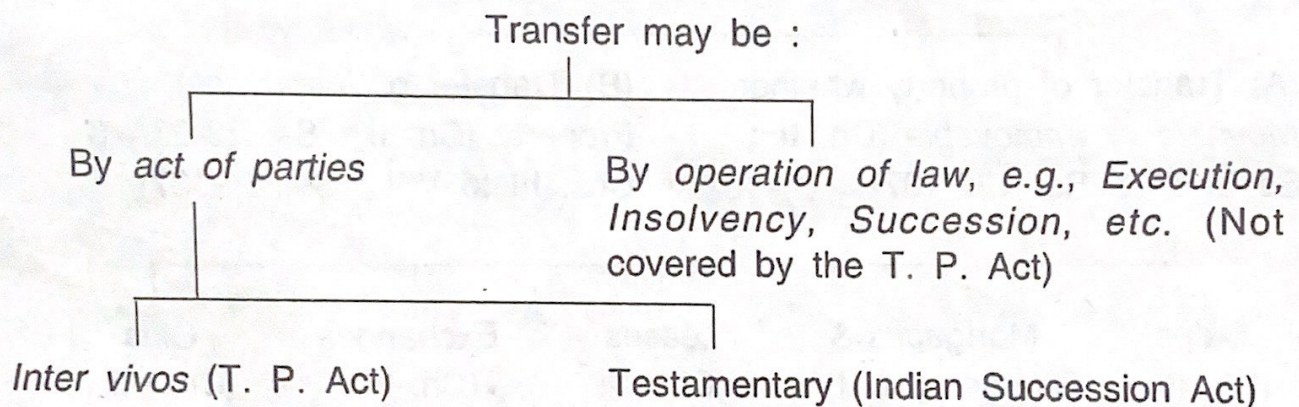 Transfer may be :
By act of parties
By operation of law, e.g., Execution,
Insolvency, Succession, etc. (Not
covered by the T. P. Act)
Inter vivos (T. P. Act)
Testamentary (Indian Succession Act)